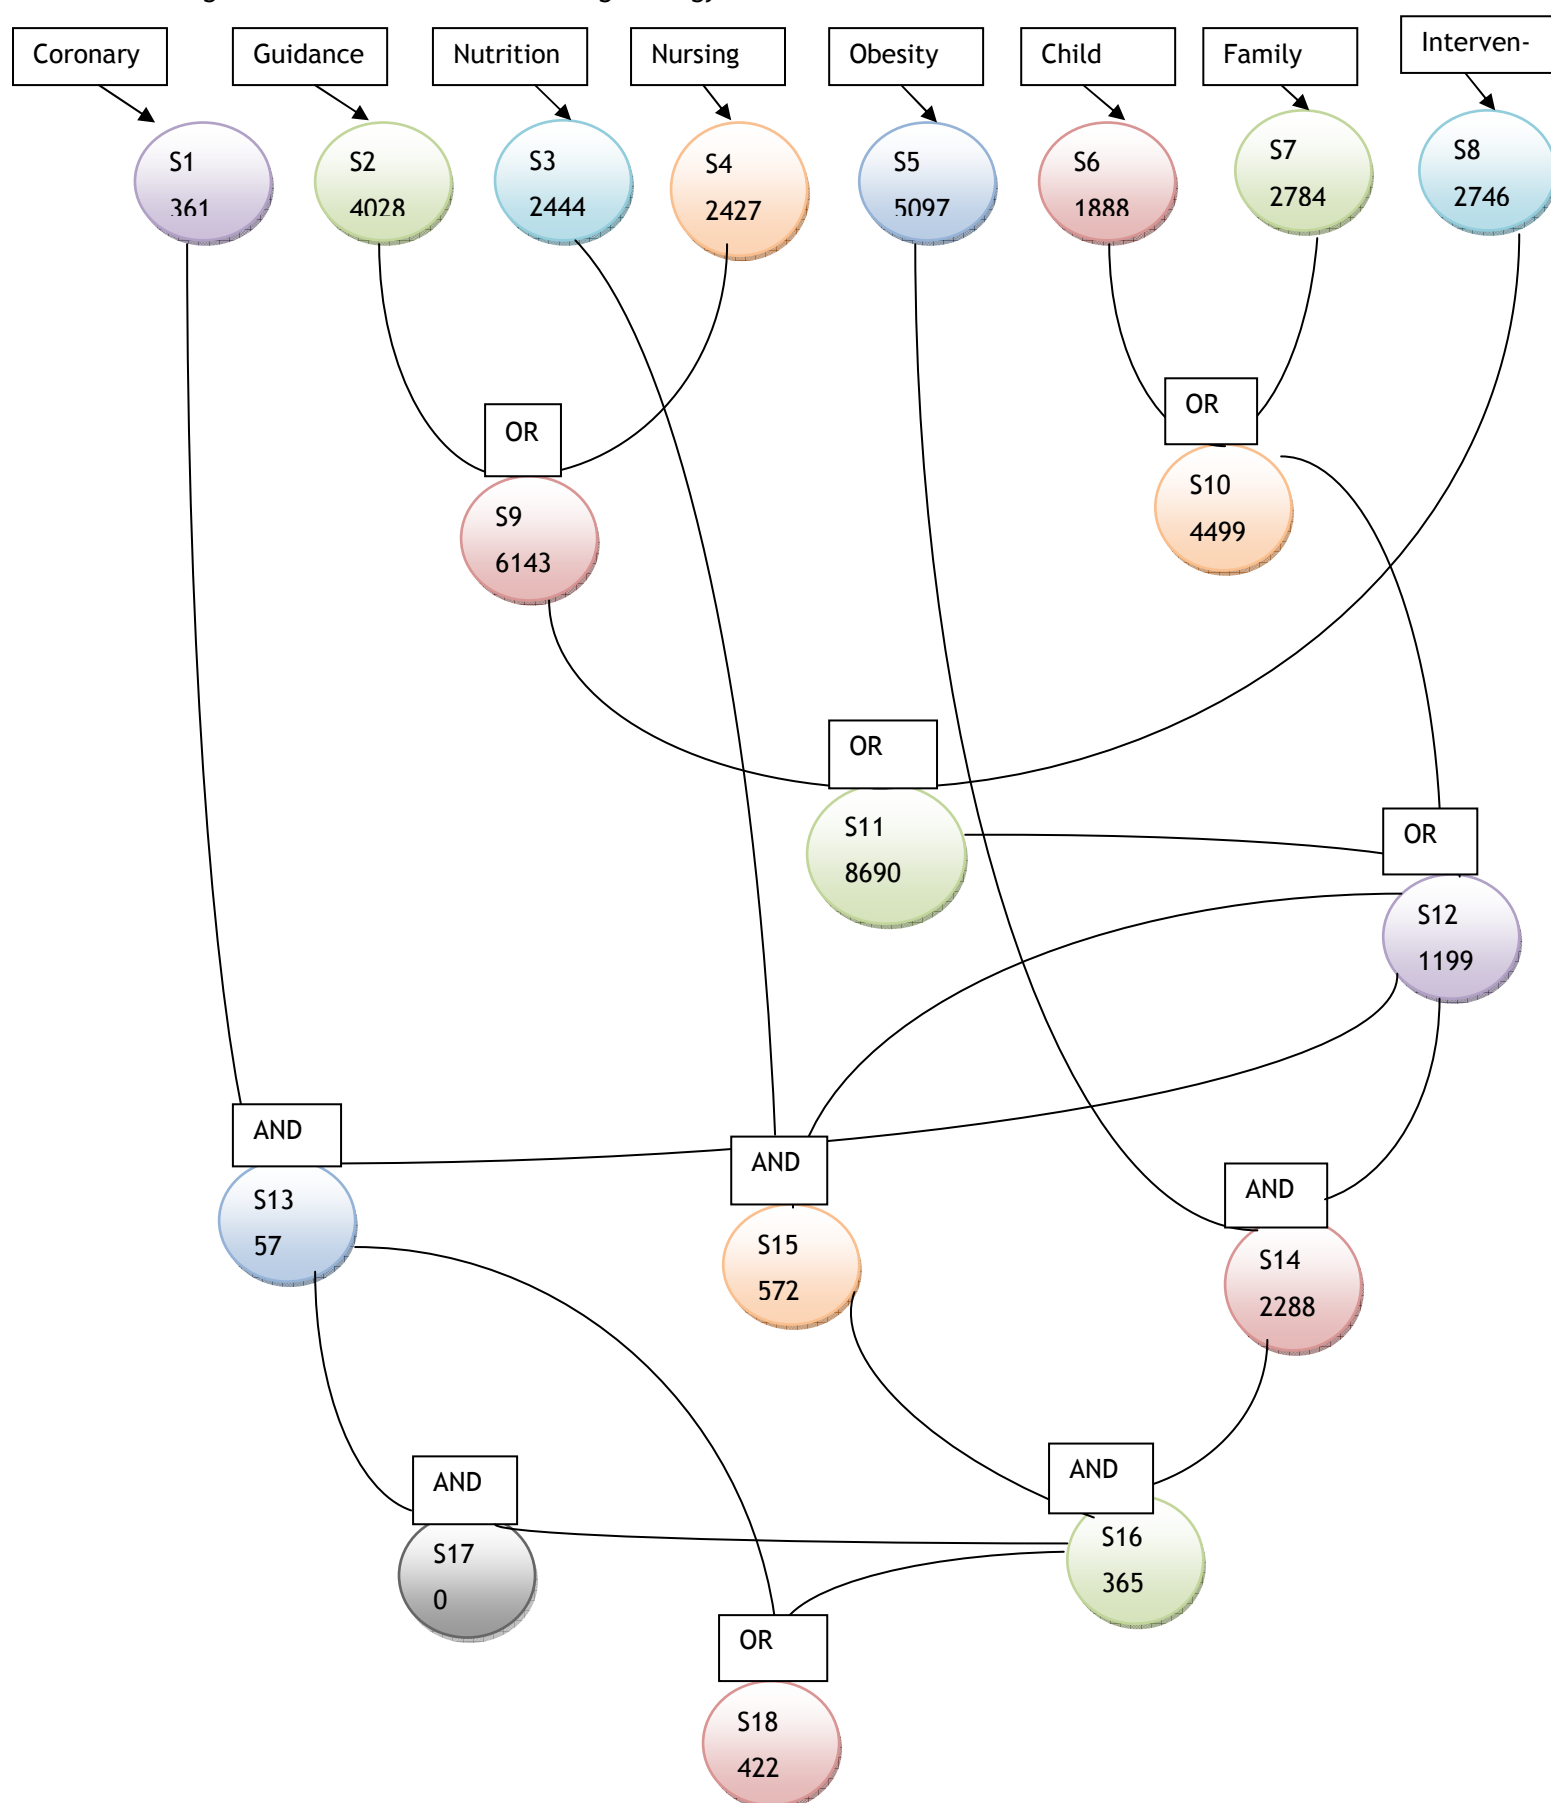 Coronary
Guidance
Nutrition
Nursing
Obesity
Child
Family
Interven-
S1
361
S2
4028
S3
2444
S4
2427
S5
5097
S6
1888
S7
2784
S8
2746
OR
S9
6143
OR
S10
4499
OR
S11
8690
OR
S12
1199
AND
S13
57
AND
S15
572
AND
S14
2288
AND
S17
0
AND
S16
365
OR
S18
422